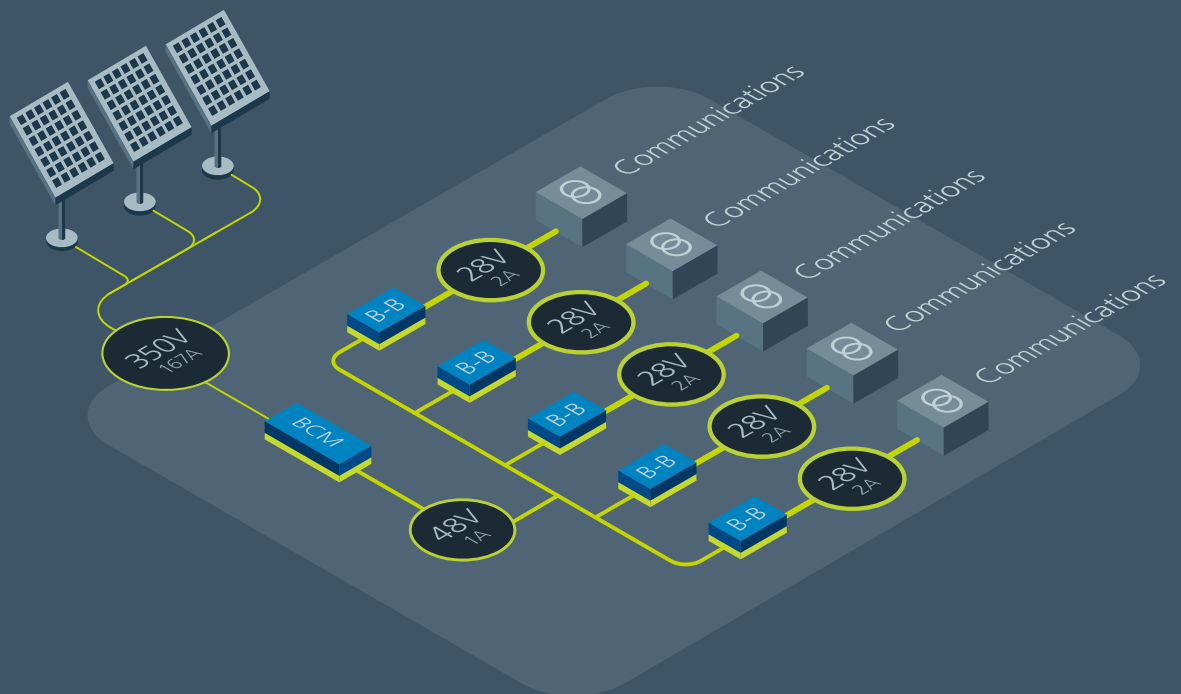 Communications
Communications
Communications
Communications
Communications
28V
2A
28V
2A
28V
2A
28V
2A
28V
2A
B-B
B-B
B-B
B-B
B-B
350V
167A
BCM
48V
1A